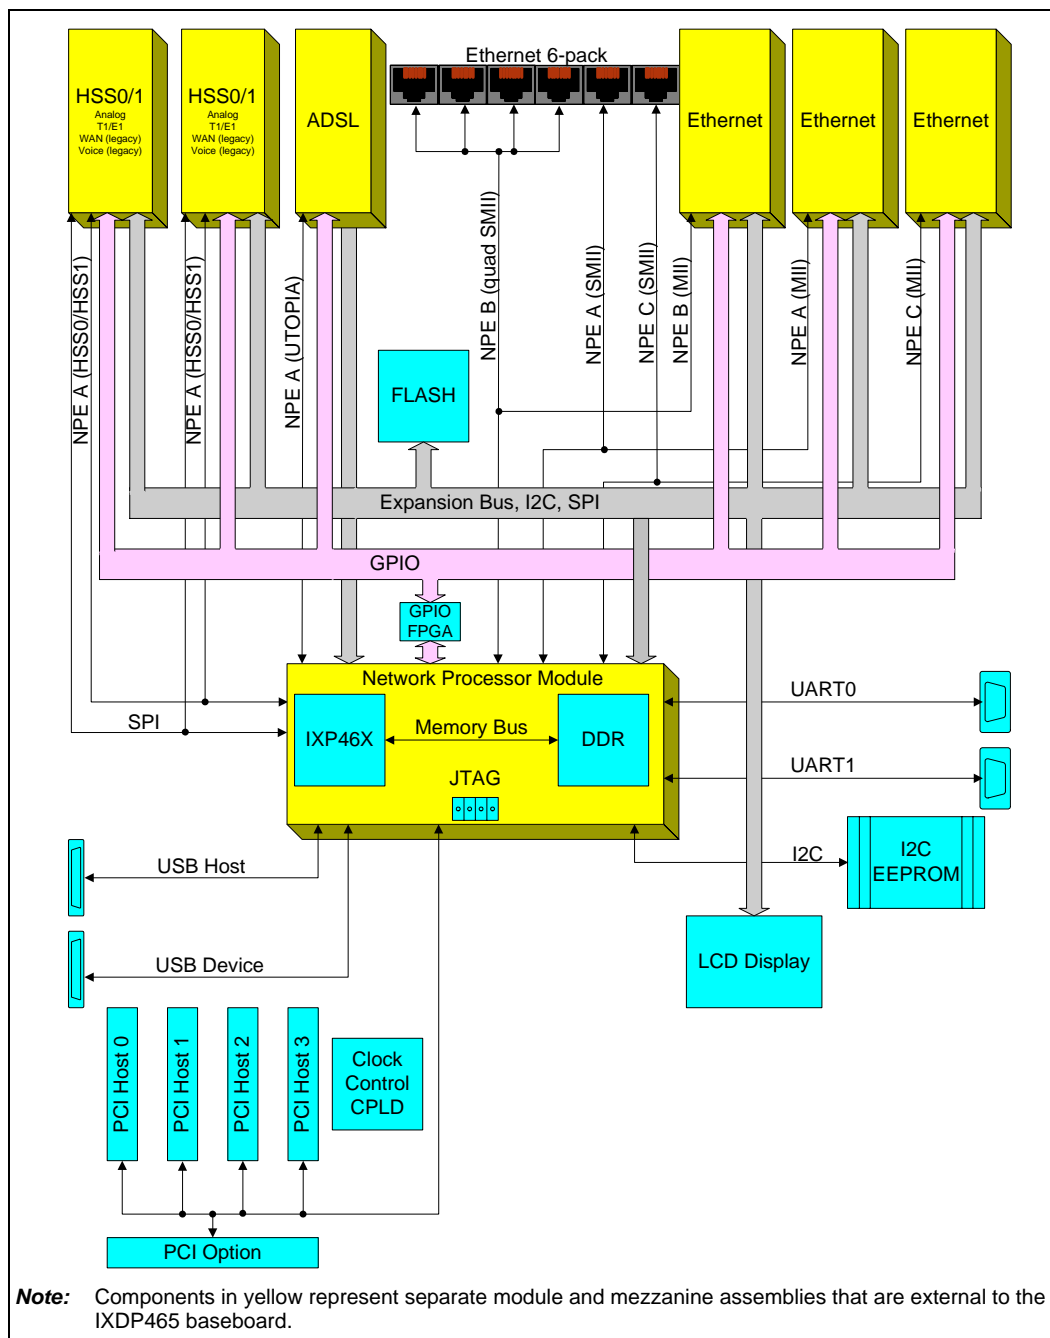 Ethernet 6-pack
HSS0/1
Analog
T1/E1
WAN (legacy)
Voice (legacy)
HSS0/1
Analog
T1/E1
WAN (legacy)
Voice (legacy)
ADSL
Ethernet
Ethernet
Ethernet
NPE A (HSS0/HSS1)
NPE A (HSS0/HSS1)
NPE A (UTOPIA)
NPE B (quad SMII)
NPE A (SMII)
NPE C (SMII)
NPE B (MII)
NPE A (MII)
NPE C (MII)
FLASH
Expansion Bus, I2C, SPI
GPIO
GPIO
FPGA
Network Processor Module
SPI
IXP46X
Memory Bus
DDR
JTAG
UART0
UART1
I2C
I2C
EEPROM
USB Host
USB Device
LCD Display
PCI Host 0
PCI Host 1
PCI Host 2
PCI Host 3
Clock
Control
CPLD
PCI Option
Note: Components in yellow represent separate module and mezzanine assemblies that are external to the
IXDP465 baseboard.